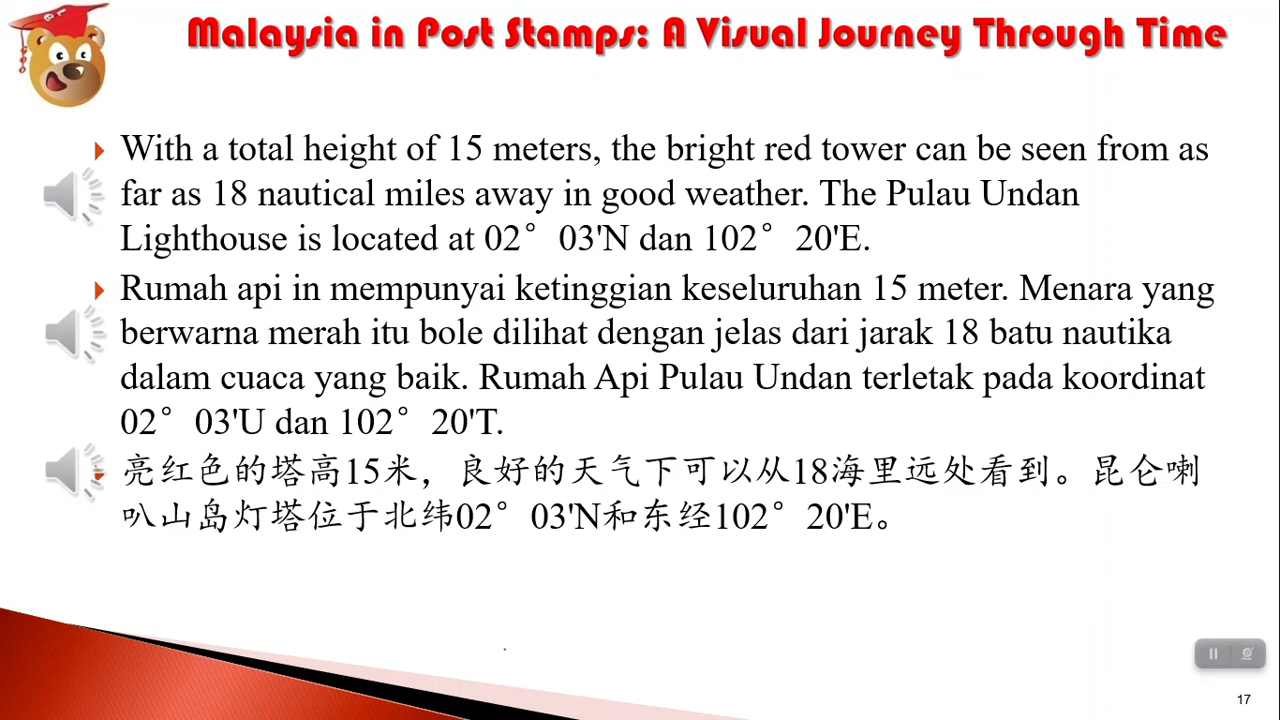 Malaysia in Post Stamps: A Visual Journey Through Time
With a total height of 15 meters, the bright red tower can be seen from as
far as 18 nautical miles away in good weather. The Pulau Undan
Lighthouse is located at 02° 03'N dan 102° 20'E.
Rumah api in mempunyai ketinggian keseluruhan 15 meter. Menara yang
berwarna merah itu bole dilihat dengan jelas dari jarak 18 batu nautika
dalam cuaca yang baik. Rumah Api Pulau Undan terletak pada koordinat
02° 03'U dan 102° 20'T.
亮红色的塔高15米，良好的天气下可以从18海里远处看到。昆仑喇
叭山岛灯塔位于北纬02° 03'N和东经102° 20'E。
17